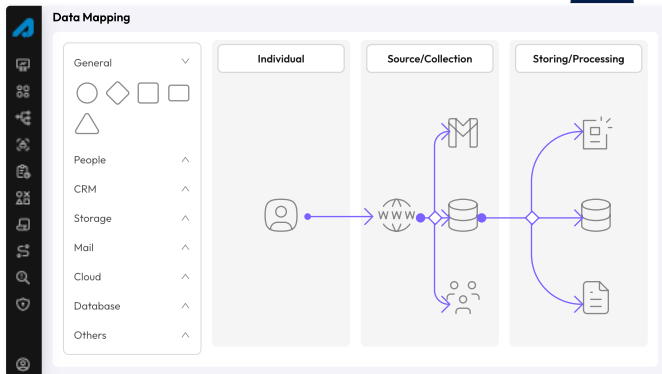 Data Mapping
General
People
CRM
Storage
Mail
Cloud
Database
Others
Individual
Source/Collection
Storing/Processing
WWW